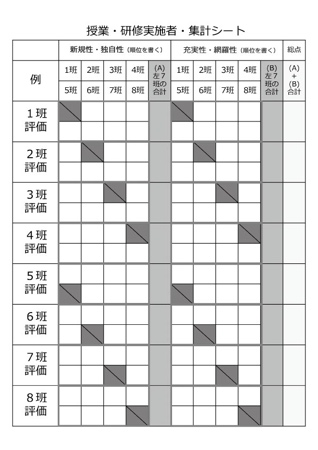 授業・研修実施者・集計シート
例
新規性・独自性（順位を書く）
充実性・網羅性（順位を書く）
総点
1班 2班 3班 4班 (A)左７班の合計 1班 2班 3班 4班 (B)左７班の合計 (A)+(B)合計
5班 6班 7班 8班 5班 6班 7班 8班
１班
評価
２班
評価
３班
評価
４班
評価
５班
評価
６班
評価
７班
評価
８班
評価